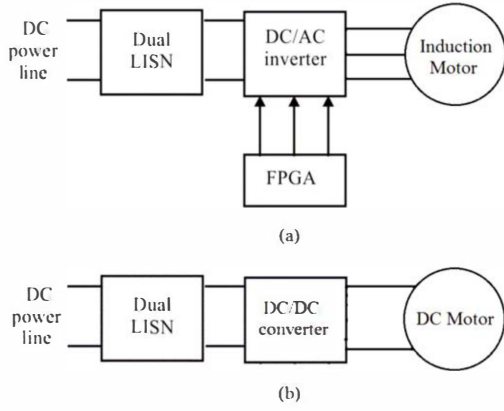 DC
power
line
Dual
LISN
DC/AC
inverter
Induction
Motor
FPGA
(a)
DC
power
line
Dual
LISN
DC/DC
converter
DC Motor
(b)